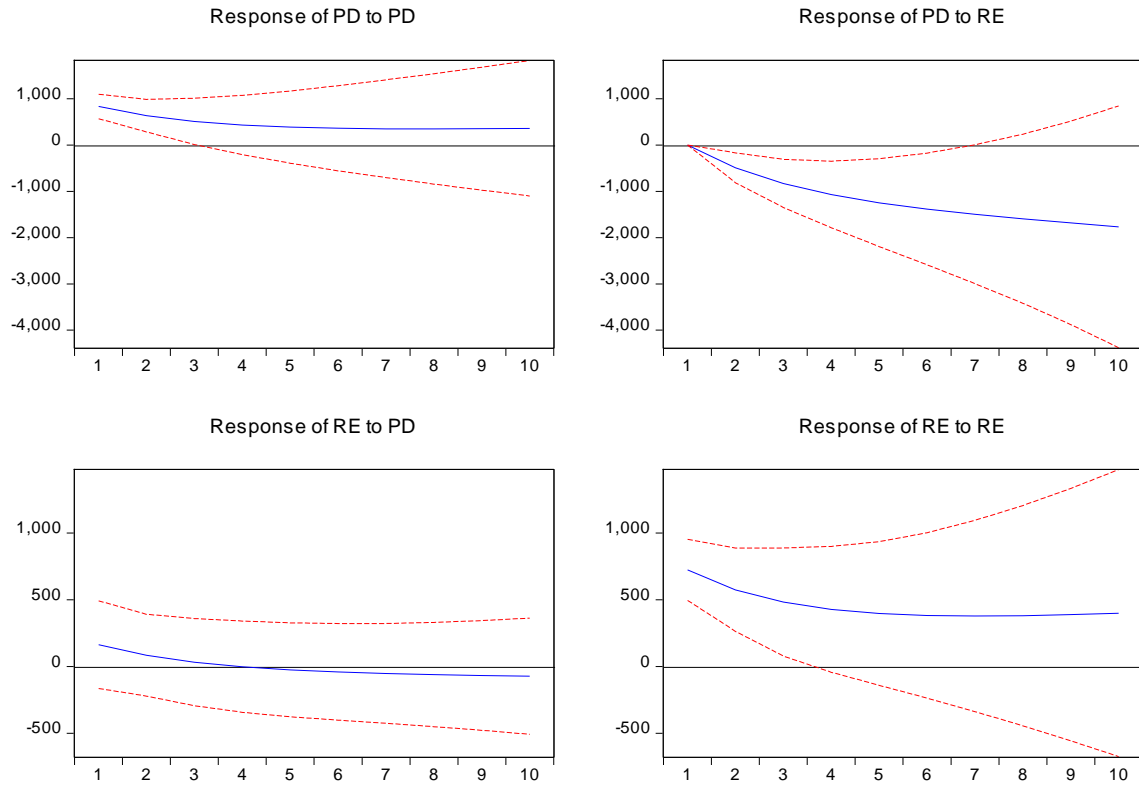 Response of PD to PD
1,000
0
-1,000
-2,000
-3,000
-4,000
1 2 3 4 5 6 7 8 9 10
Response of PD to RE
1,000
0
-1,000
-2,000
-3,000
-4,000
1 2 3 4 5 6 7 8 9 10
Response of RE to PD
1,000
500
0
-500
1 2 3 4 5 6 7 8 9 10
Response of RE to RE
1,000
500
0
-500
1 2 3 4 5 6 7 8 9 10